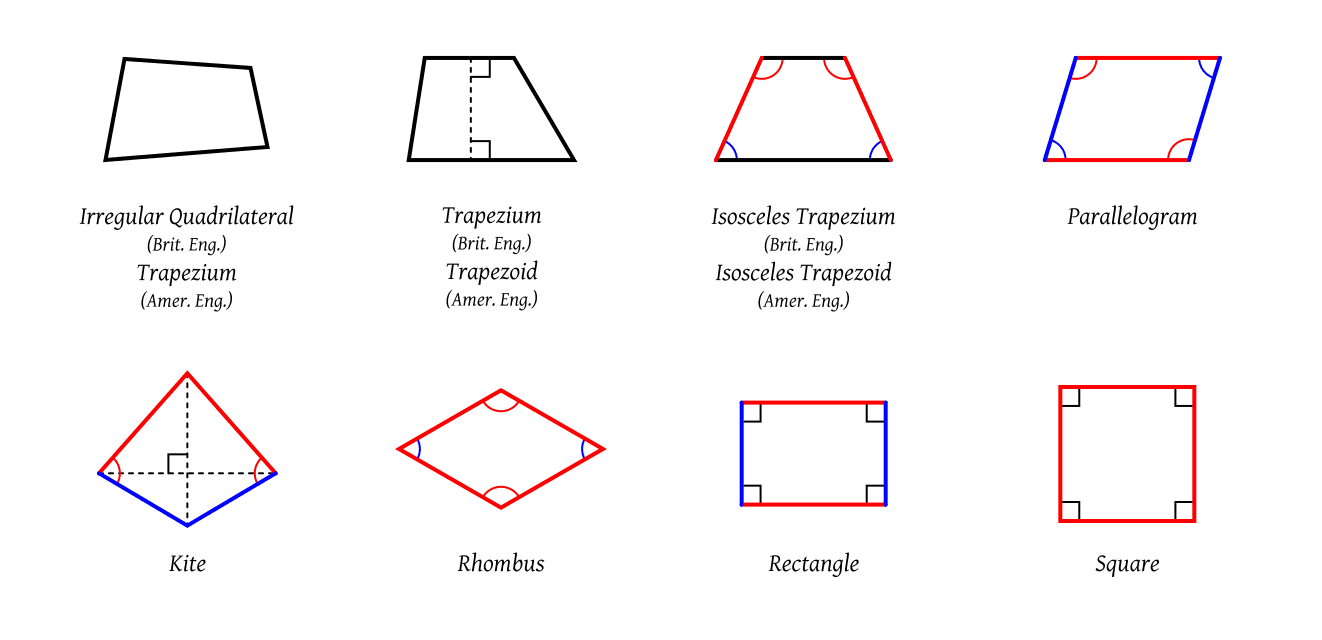 Irregular Quadrilateral
(Brit. Eng.)
Trapezium
(Amer. Eng.)
Trapezium
(Brit. Eng.)
Trapezoid
(Amer. Eng.)
Isosceles Trapezium
(Brit. Eng.)
Isosceles Trapezoid
(Amer. Eng.)
Parallelogram
Kite
Rhombus
Rectangle
Square